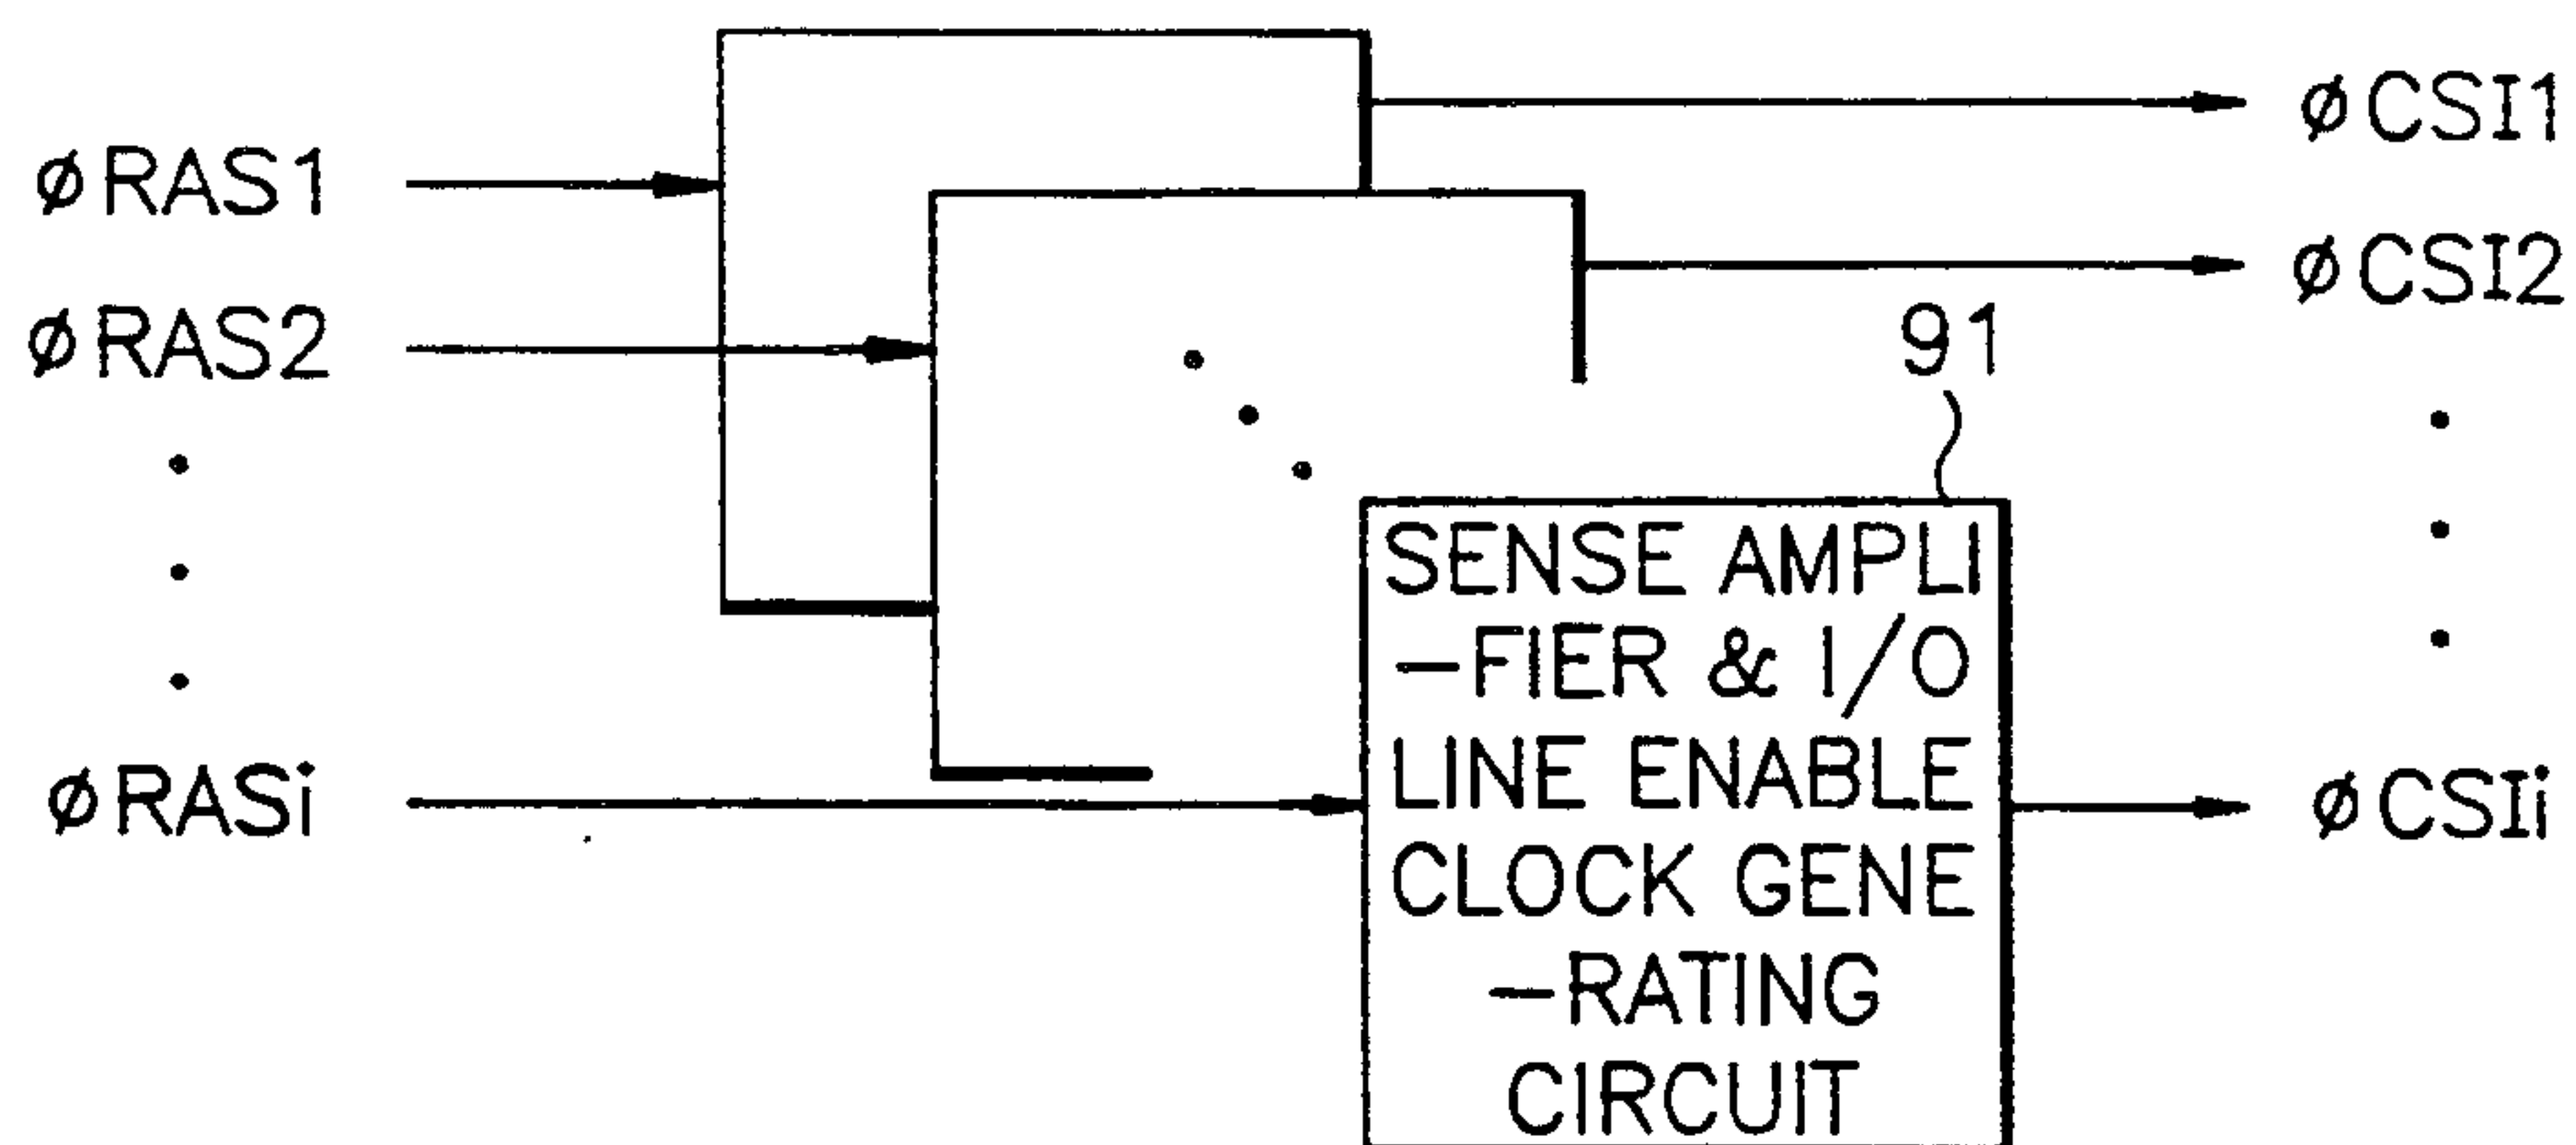 øRAS1
øCSI1
øRAS2
øCSI2
91
SENSE AMPLI
-FIER & I/O
LINE ENABLE
CLOCK GENE
-RATING
CIRCUIT
øRASi
øCSIi